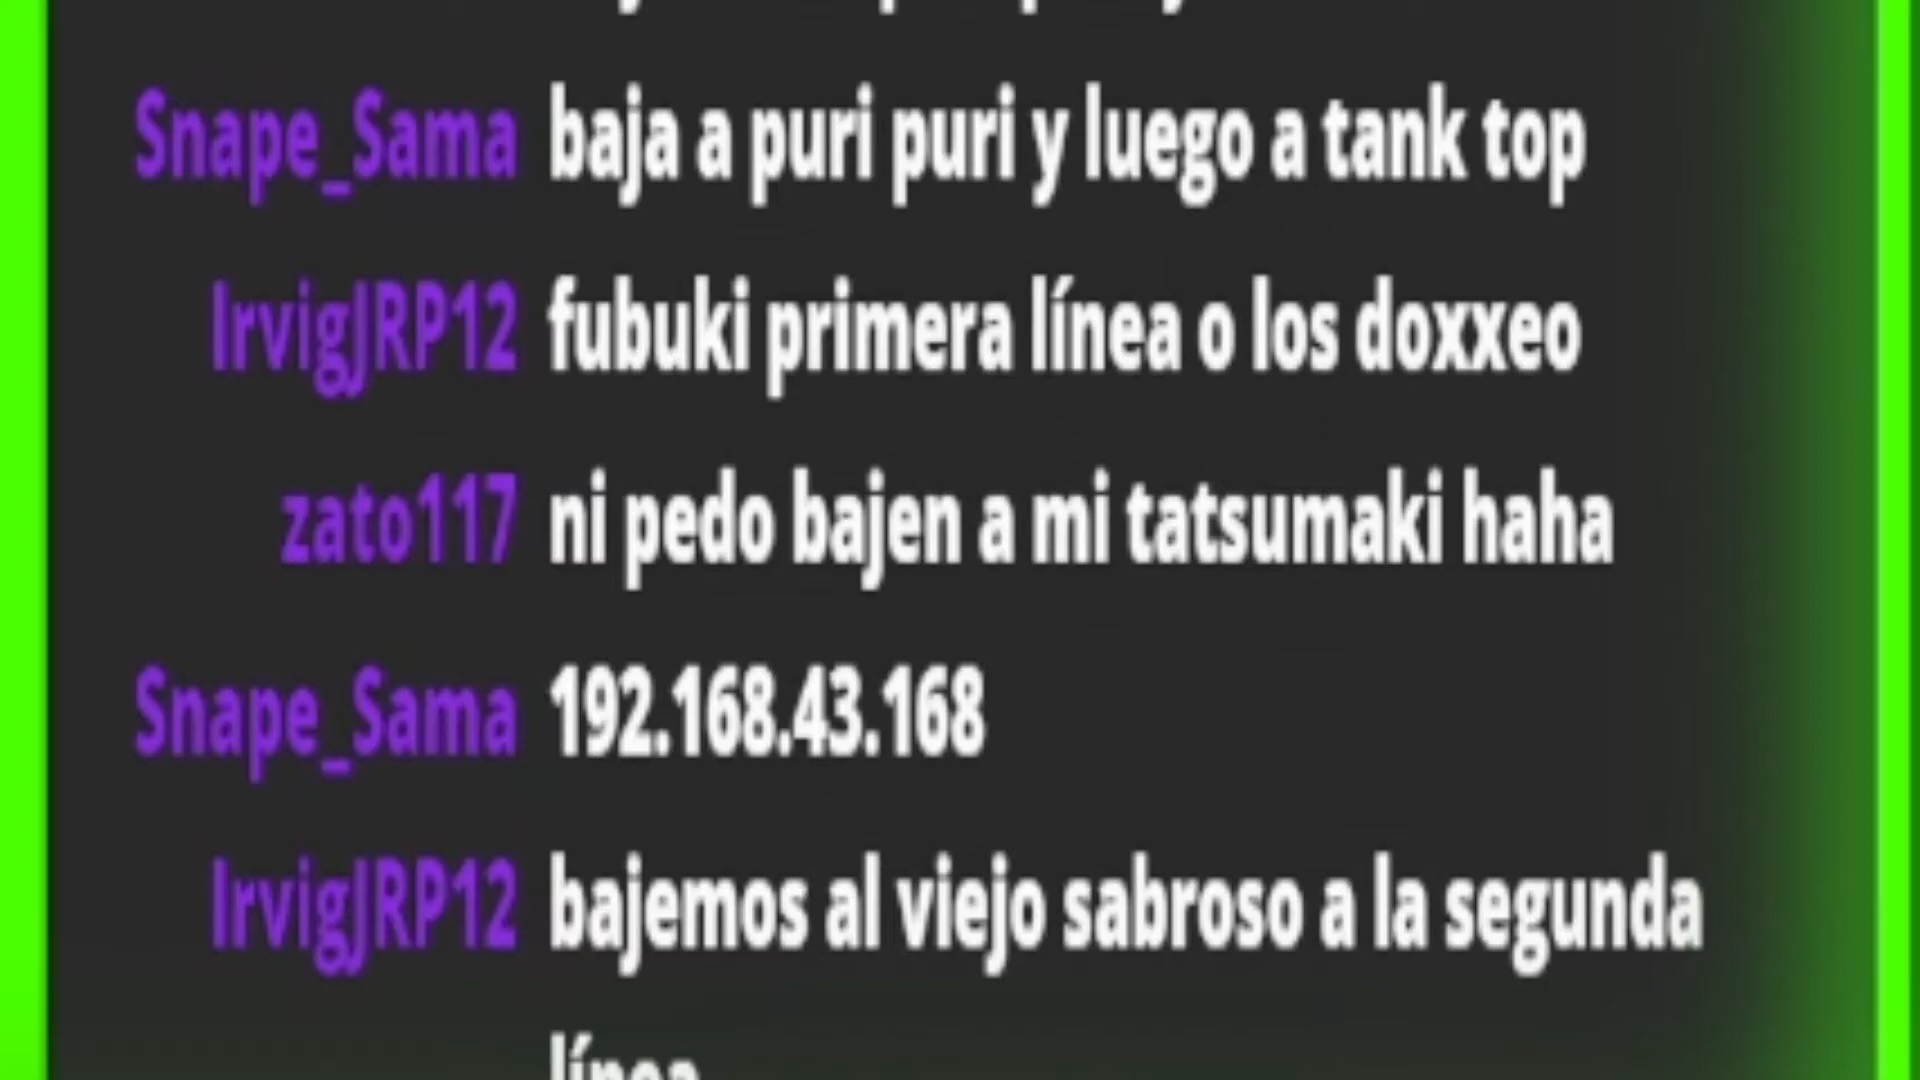 Snape_Sama baja a puri puri y luego a tank top
IrvigJRP12 fubuki primera línea o los doxxeo
zato117 ni pedo bajen a mi tatsumaki haha
Snape_Sama 192.168.43.168
IrvigJRP12 bajemos al viejo sabroso a la segunda
línea